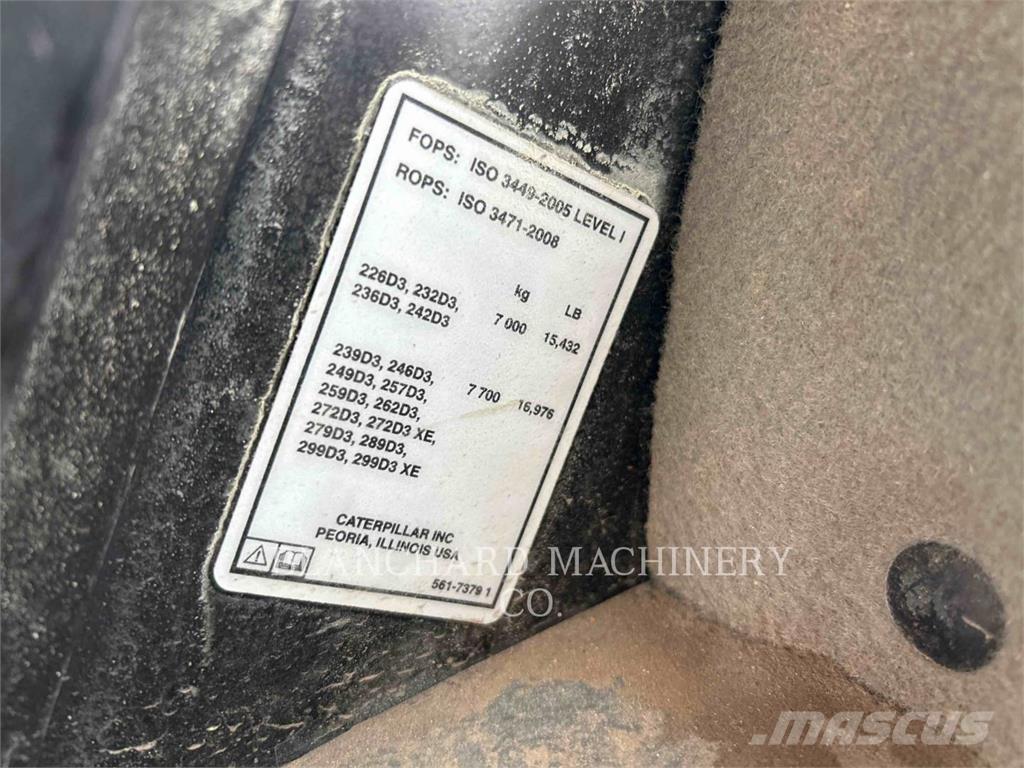 FOPS: ISO 3449-2005 LEVEL I
ROPS: ISO 3471-2008
kg LB
226D3, 232D3,
236D3, 242D3
7 000 15,432
239D3, 246D3,
249D3, 257D3,
259D3, 262D3,
272D3, 272D3 XE,
279D3, 289D3,
299D3, 299D3 XE
7 700 16,976
CATERPILLAR INC
PEORIA, ILLINOIS USA
561-7379 1
BLANCHARD MACHINERY
CO.
MASCUS